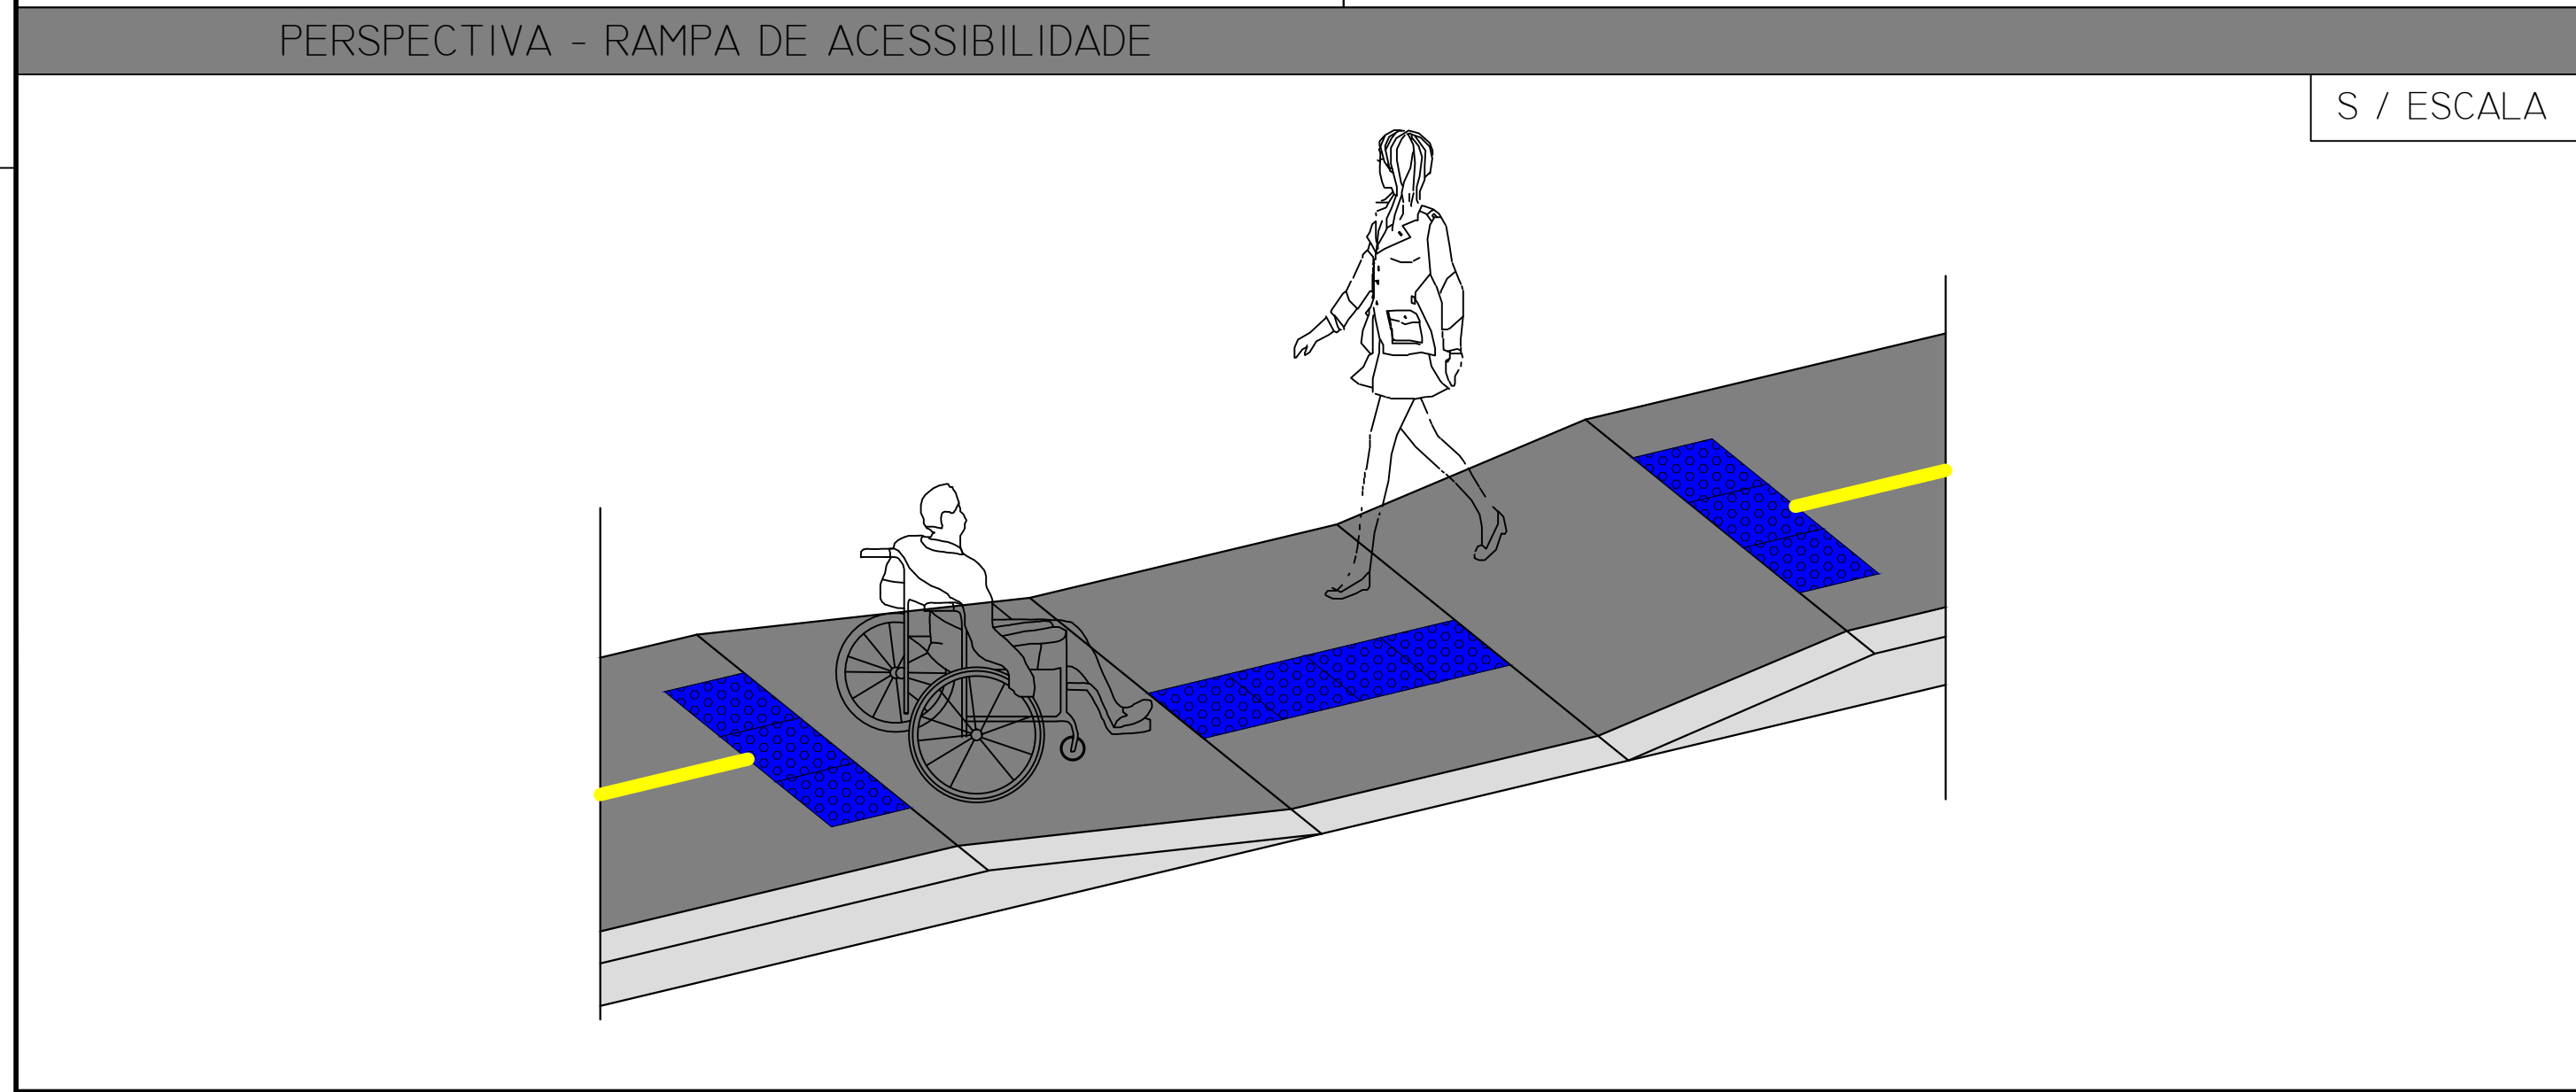 PERSPECTIVA - RAMPA DE ACESSIBILIDADE
S / ESCALA